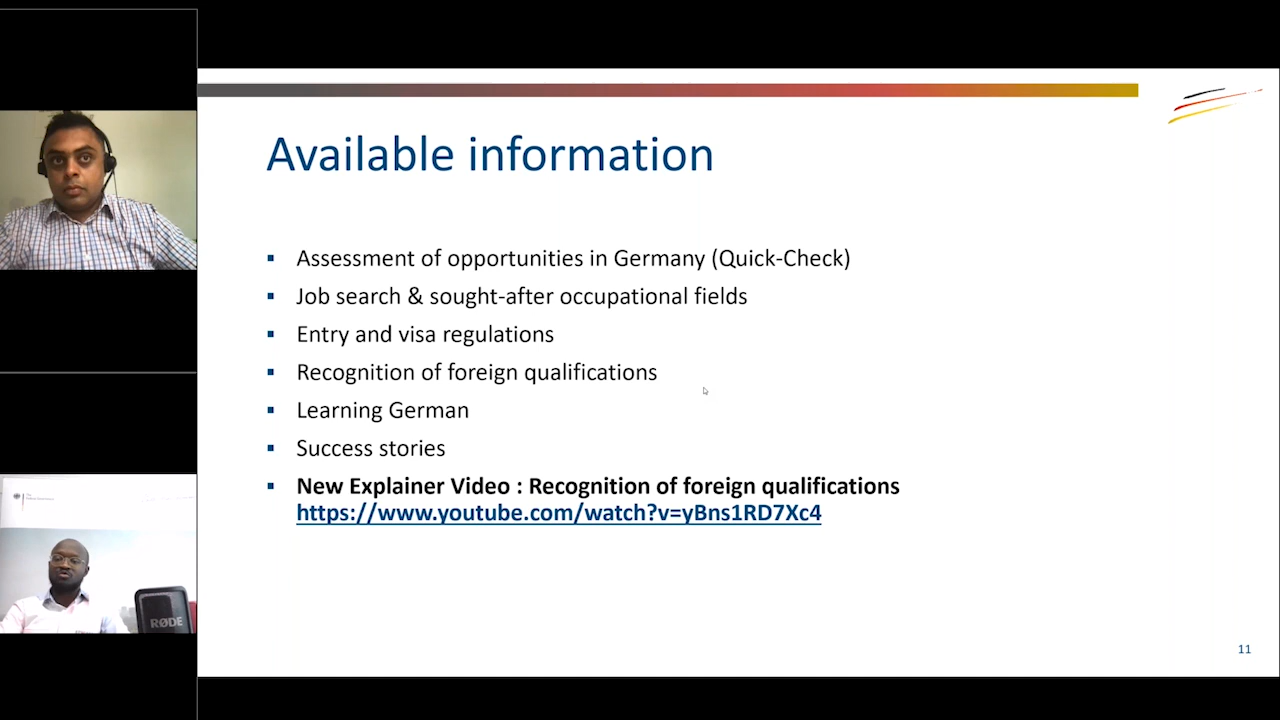 Available information
Assessment of opportunities in Germany (Quick-Check)
Job search & sought-after occupational fields
Entry and visa regulations
Recognition of foreign qualifications
Learning German
Success stories
New Explainer Video : Recognition of foreign qualifications
https://www.youtube.com/watch?v=yBns1RD7Xc4
11
RØDE